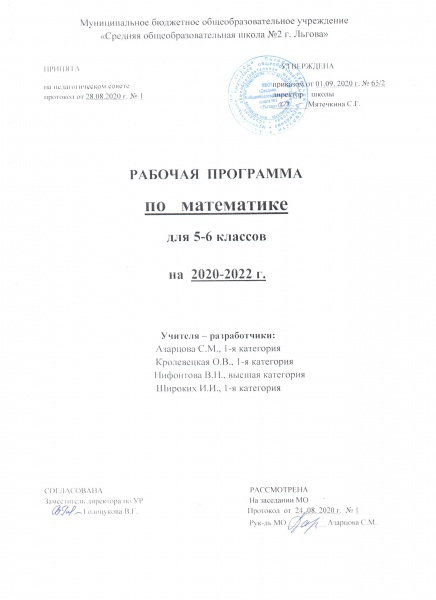 Муниципальное бюджетное общеобразовательное учреждение
«Средняя общеобразовательная школа №2 г. Льгова»
ПРИНЯТА
на педагогическом совете
протокол от 28.08.2020 г. № 1
УТВЕРЖДЕНА
приказом от 01.09. 2020 г. № 65/2
директор школы
Мятечкина С.Г.
РАБОЧАЯ ПРОГРАММА
по математике
для 5-6 классов
на 2020-2022 г.
Учителя – разработчики:
Азарцова С.М., 1-я категория
Кролевецкая О.В., 1-я категория
Нифонтова В.Н., высшая категория
Широких И.И., 1-я категория
СОГЛАСОВАНА
Заместитель директора по УР
Голоцукова В.Г.
РАССМОТРЕНА
На заседании МО
Протокол от 24. 08. 2020 г. № 1
Рук-ль МО Азарцова С.М.